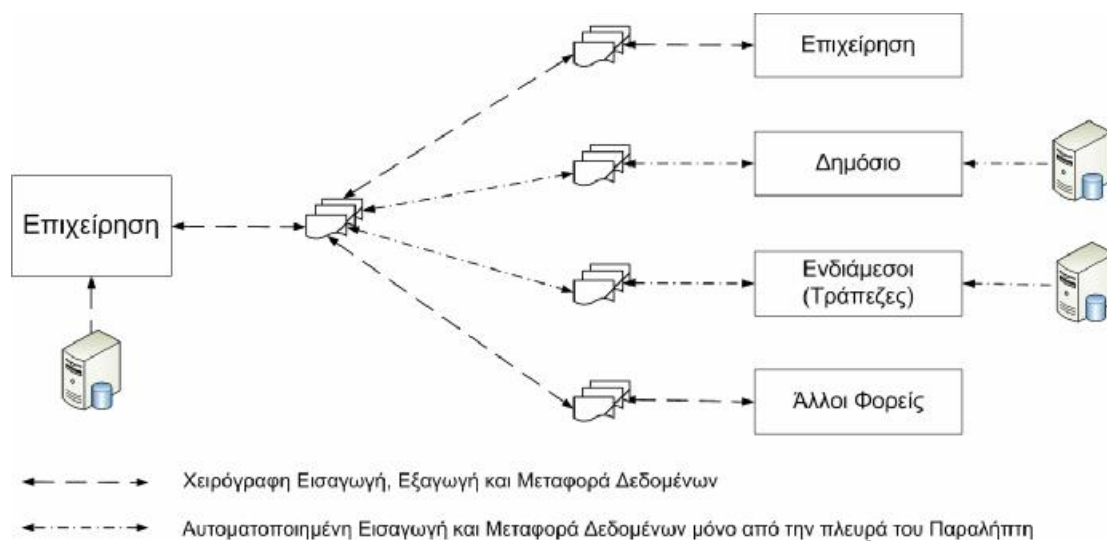 Επιχείρηση
Δημόσιο
Επιχείρηση
Ενδιάμεσοι
(Τράπεζες)
Άλλοι Φορείς
Χειρόγραφη Εισαγωγή, Εξαγωγή και Μεταφορά Δεδομένων
Αυτοματοποιημένη Εισαγωγή και Μεταφορά Δεδομένων μόνο από την πλευρά του Παραλήπτη